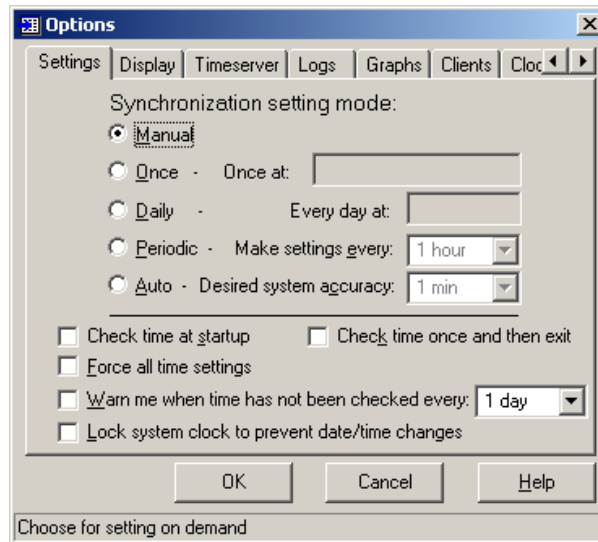 Options
Settings Display Timeserver Logs Graphs Clients Cloc
Synchronization setting mode:
Manual
Once - Once at:
Daily - Every day at:
Periodic - Make settings every: 1 hour
Auto - Desired system accuracy: 1 min
Check time at startup Check time once and then exit
Force all time settings
Warn me when time has not been checked every: 1 day
Lock system clock to prevent date/time changes
OK Cancel Help
Choose for setting on demand